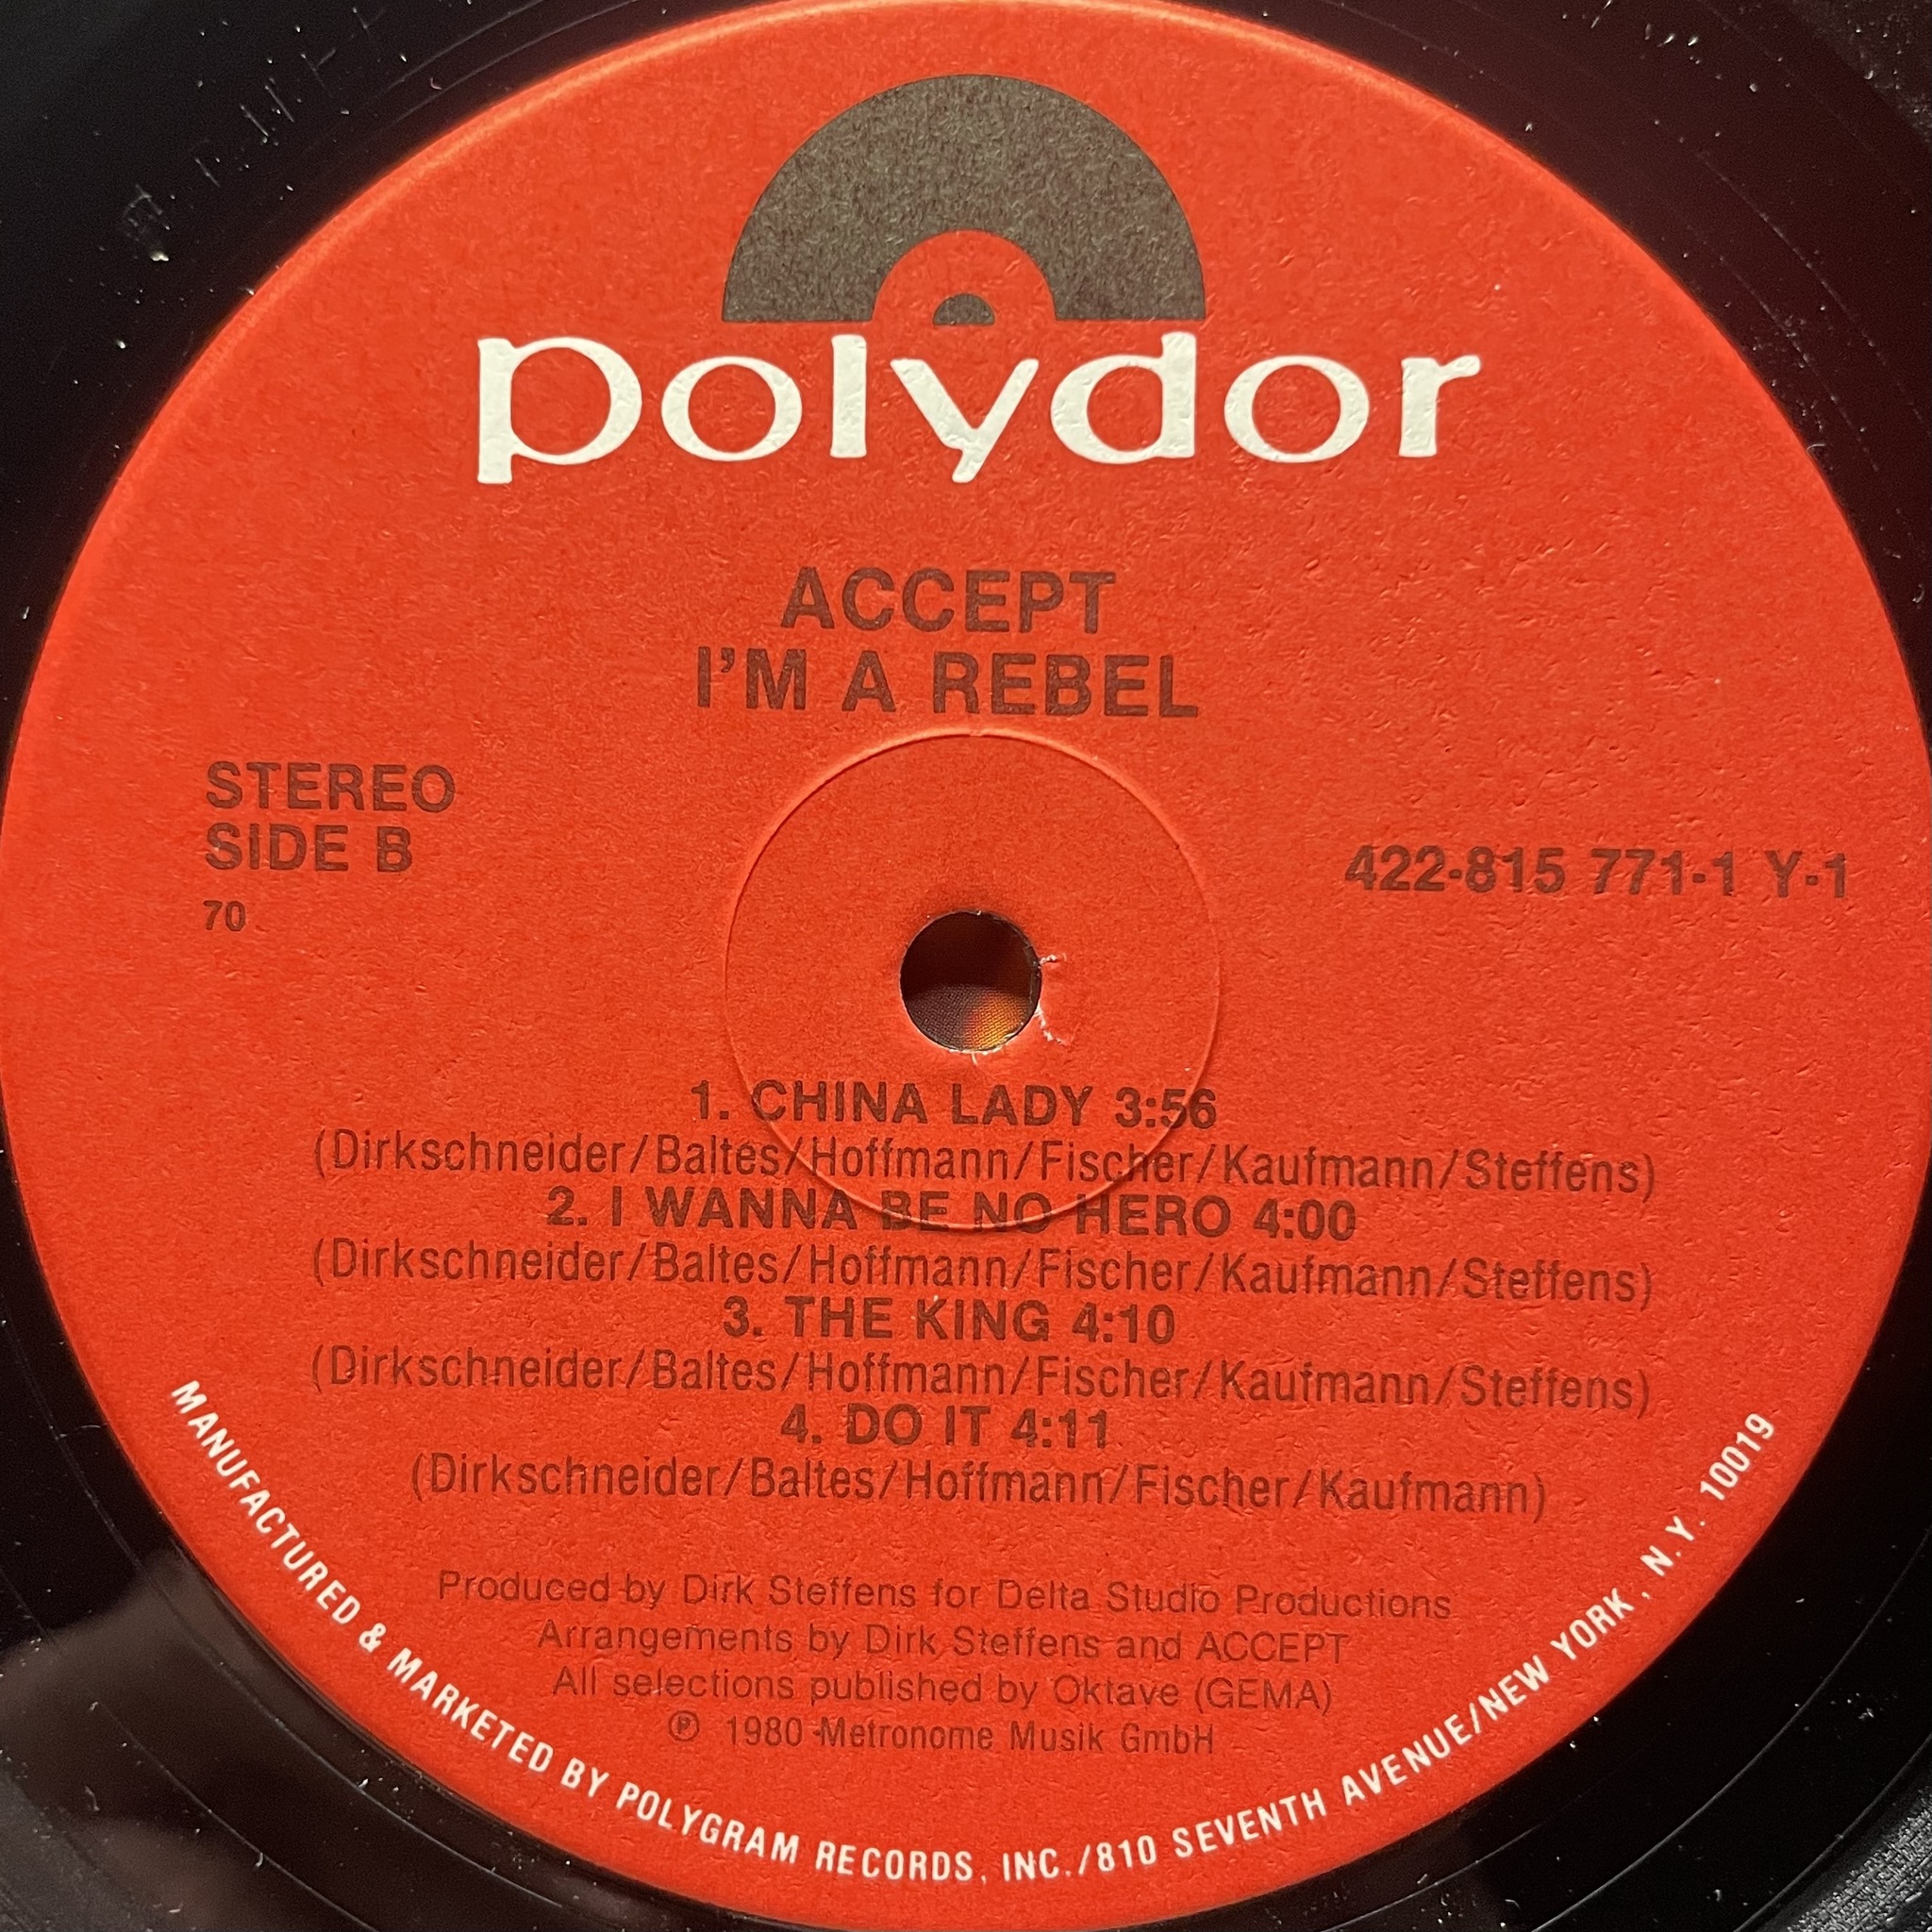 polydor
ACCEPT
I'M A REBEL
STEREO
SIDE B
70
422-815 771-1 Y-1
1. CHINA LADY 3:56
(Dirkschneider/Baltes/Hoffmann/Fischer/Kaufmann/Steffens)
2. I WANNA BE NO HERO 4:00
(Dirkschneider/Baltes/Hoffmann/Fischer/Kaufmann/Steffens)
3. THE KING 4:10
(Dirkschneider/Baltes/Hoffmann/Fischer/Kaufmann/Steffens)
4. DO IT 4:11
(Dirkschneider/Baltes/Hoffmann/Fischer/Kaufmann)
Produced by Dirk Steffens for Delta Studio Productions
Arrangements by Dirk Steffens and ACCEPT
All selections published by Oktave (GEMA)
℗ 1980 Metronome Musik GmbH
MANUFACTURED & MARKETED BY POLYGRAM RECORDS, INC./810 SEVENTH AVENUE/NEW YORK, N.Y. 10019